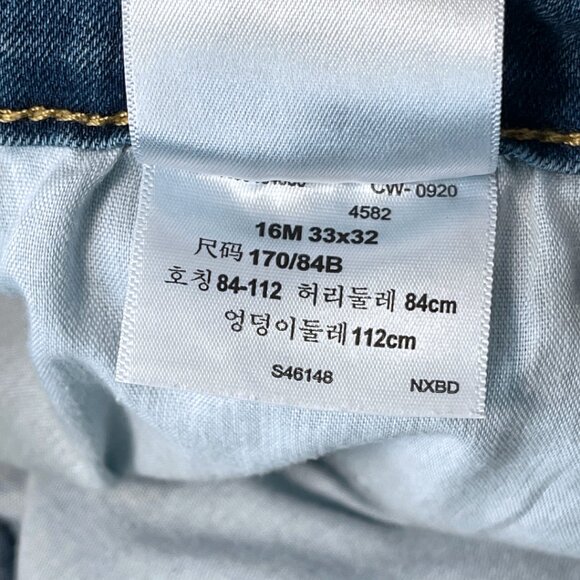 CW- 0920
4582
16M 33x32
尺码 170/84B
호칭 84-112 허리둘레 84cm
엉덩이둘레 112cm
S46148 NXBD